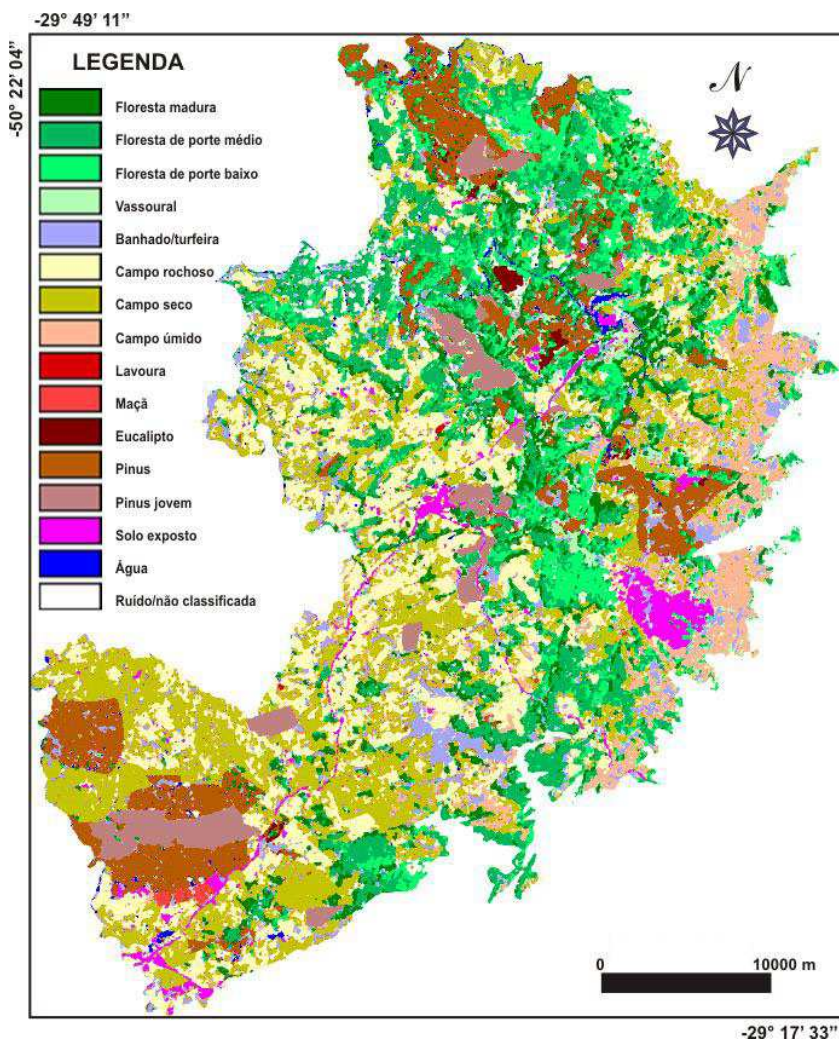 -29° 49' 11"
-50° 22' 04"
LEGENDA
N
Floresta madura
Floresta de porte médio
Floresta de porte baixo
Vassoural
Banhado/turfeira
Campo rochoso
Campo seco
Campo úmido
Lavoura
Maçã
Eucalipto
Pinus
Pinus jovem
Solo exposto
Água
Ruído/não classificada
0 10000 m
-29° 17' 33"